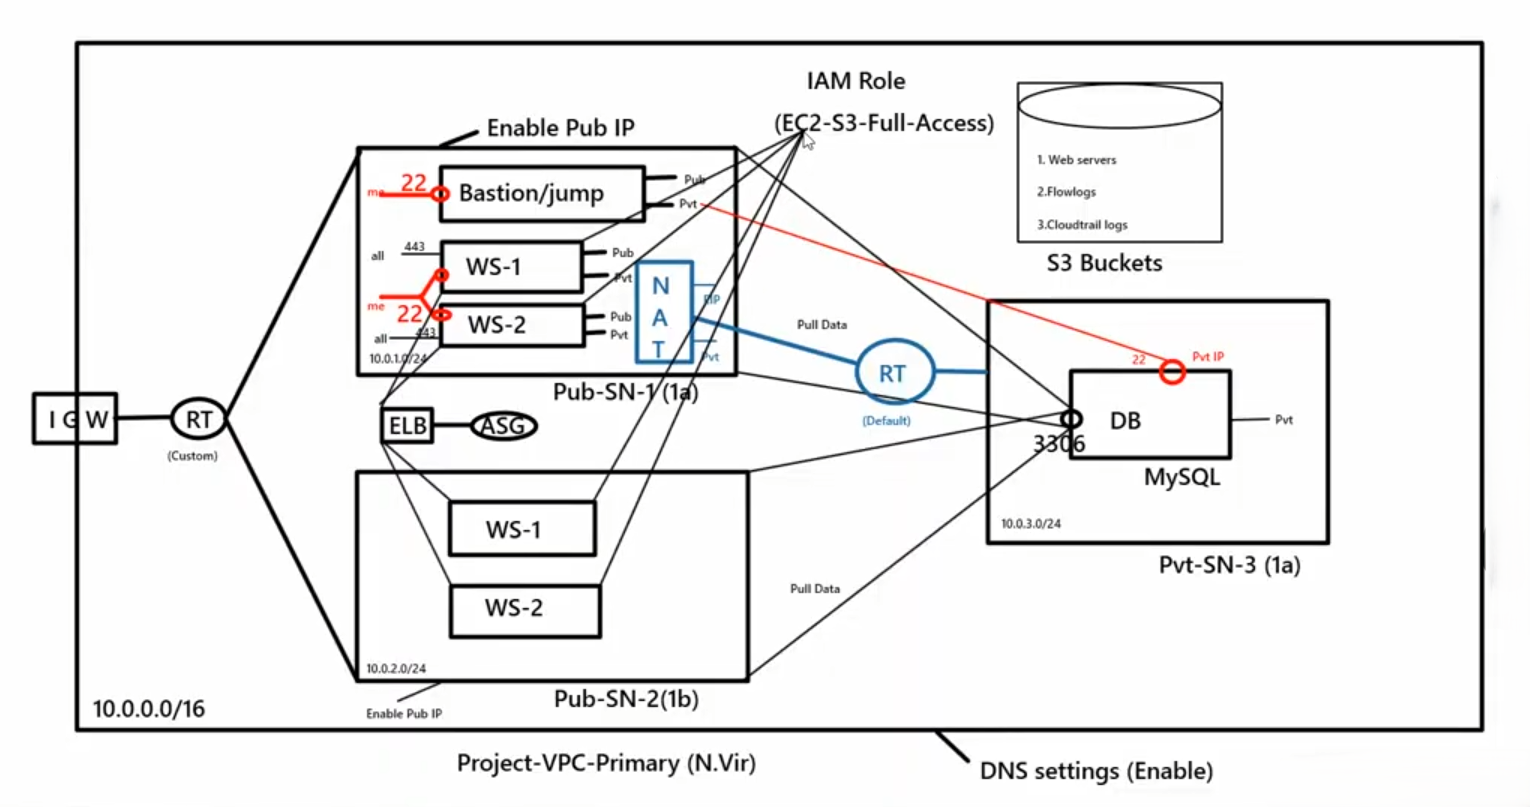 IAM Role
(EC2-S3-Full-Access)
Enable Pub IP
me 22
Bastion/jump
Pub
Pvt
all 443
WS-1
Pub
Pvt
me
22
WS-2
Pub
Pvt
all 443
10.0.1.0/24
N
A
T
EIP
Pvt
Pub-SN-1 (1a)
1. Web servers
2.Flowlogs
3.Cloudtrail logs
S3 Buckets
Pull Data
RT
(Default)
22
Pvt IP
DB
3306
Pvt
MySQL
10.0.3.0/24
Pvt-SN-3 (1a)
I G W
RT
(Custom)
ELB
ASG
WS-1
WS-2
10.0.2.0/24
Pull Data
Pub-SN-2(1b)
Enable Pub IP
10.0.0.0/16
Project-VPC-Primary (N.Vir)
DNS settings (Enable)